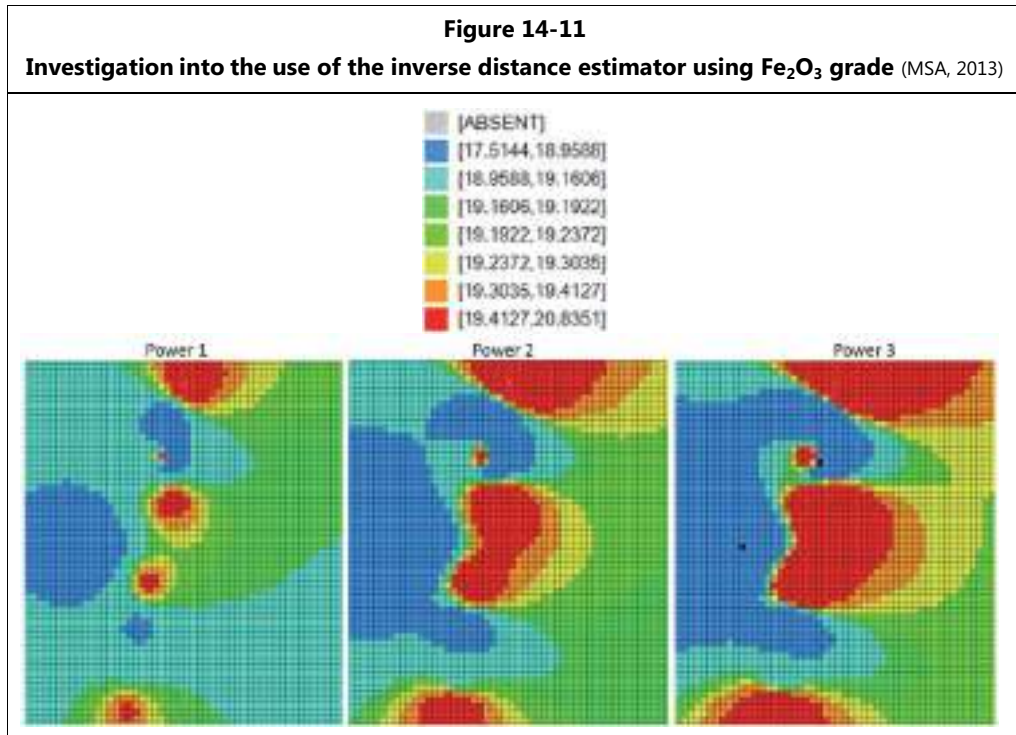 Figure 14-11
Investigation into the use of the inverse distance estimator using Fe₂O₃ grade (MSA, 2013)
[ABSENT]
[17.5144,18.9588]
[18.9588,19.1606]
[19.1606,19.1922]
[19.1922,19.2372]
[19.2372,19.3035]
[19.3035,19.4127]
[19.4127,20.8351]
Power 1 Power 2 Power 3